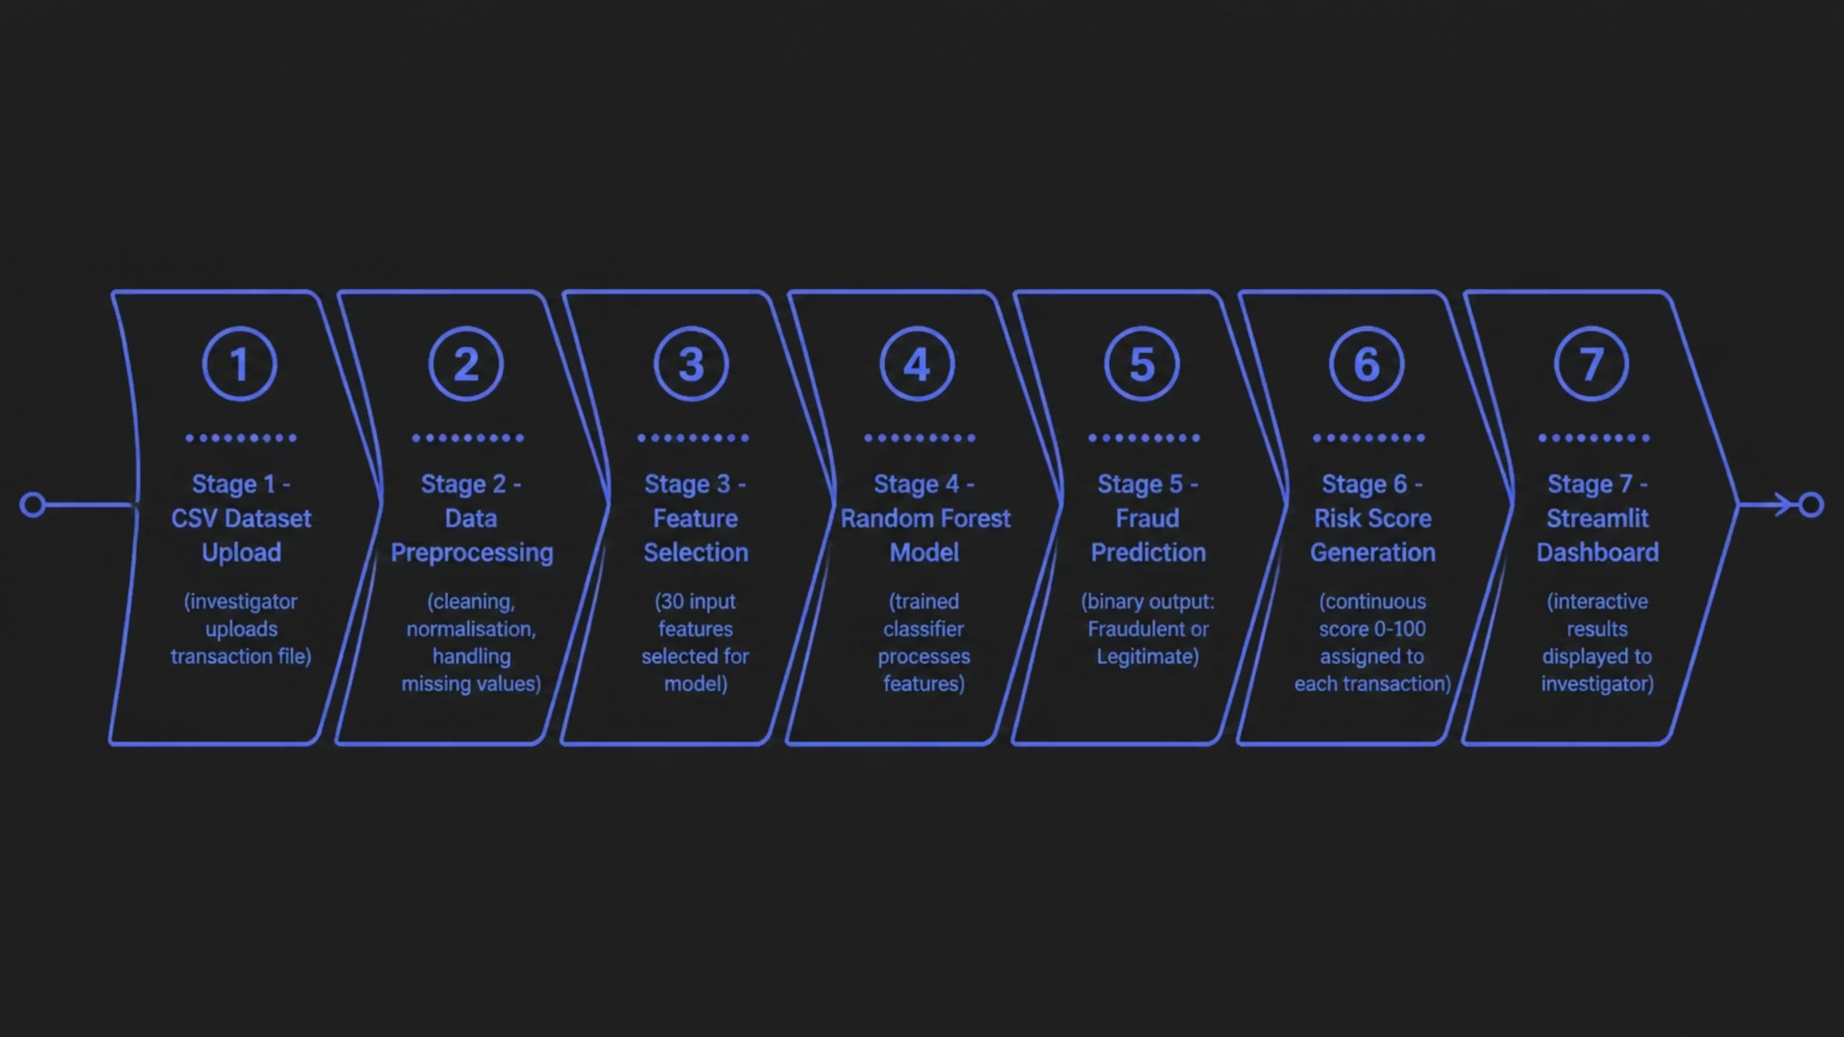 1
Stage 1 -
CSV Dataset
Upload
(investigator
uploads
transaction file)
2
Stage 2 -
Data
Preprocessing
(cleaning,
normalisation,
handling
missing values)
3
Stage 3 -
Feature
Selection
(30 input
features
selected for
model)
4
Stage 4 -
Random Forest
Model
(trained
classifier
processes
features)
5
Stage 5 -
Fraud
Prediction
(binary output:
Fraudulent or
Legitimate)
6
Stage 6 -
Risk Score
Generation
(continuous
score 0-100
assigned to
each transaction)
7
Stage 7 -
Streamlit
Dashboard
(interactive
results
displayed to
investigator)